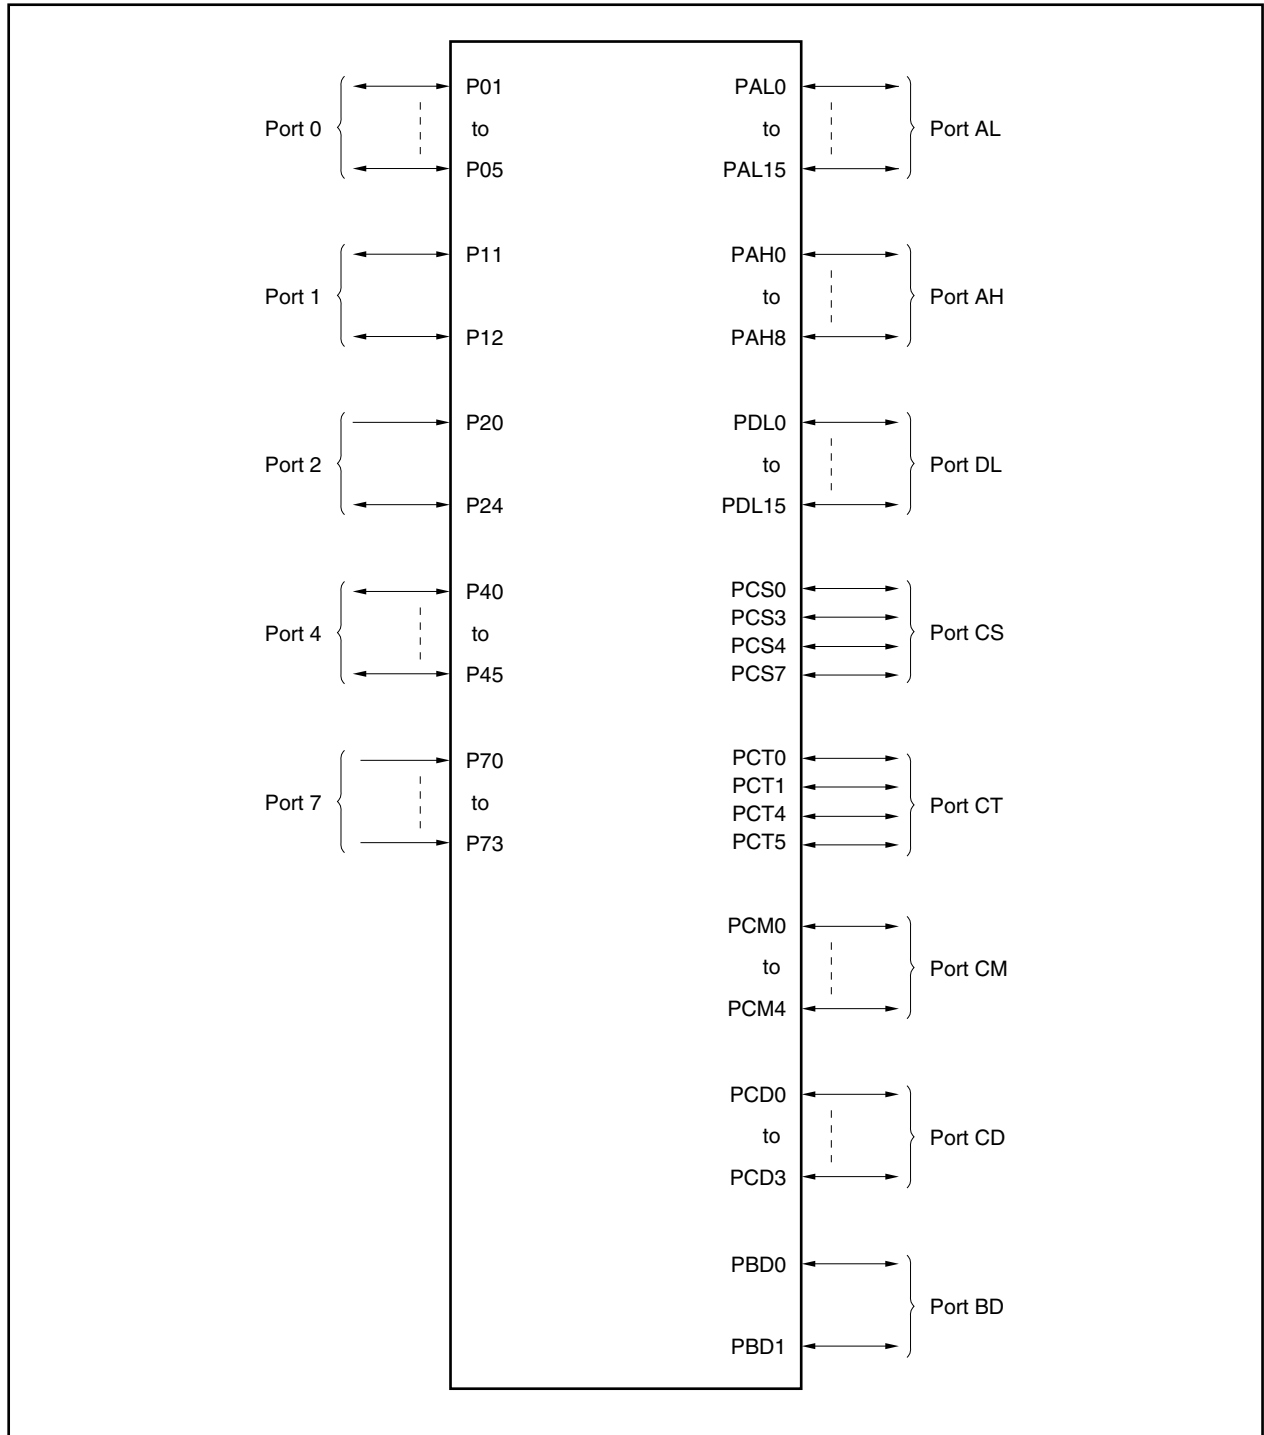 Port 0
P01
to
P05
Port 1
P11
P12
Port 2
P20
P24
Port 4
P40
to
P45
Port 7
P70
to
P73
PAL0
to
PAL15
Port AL
PAH0
to
PAH8
Port AH
PDL0
to
PDL15
Port DL
PCS0
PCS3
PCS4
PCS7
Port CS
PCT0
PCT1
PCT4
PCT5
Port CT
PCM0
to
PCM4
Port CM
PCD0
to
PCD3
Port CD
PBD0
PBD1
Port BD